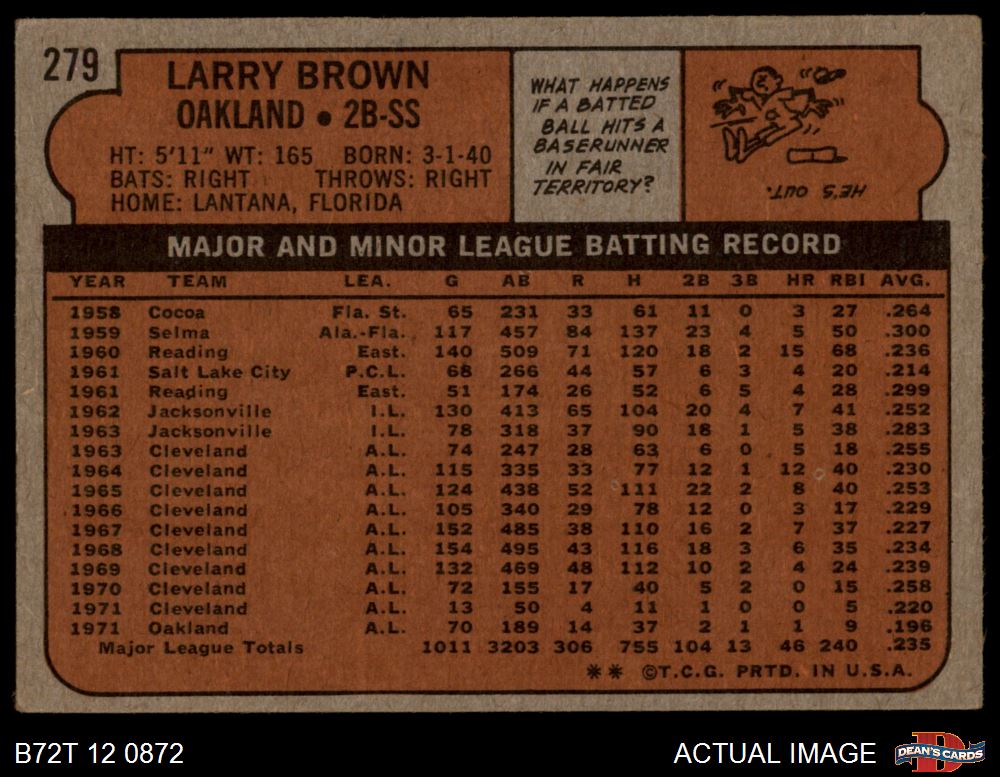 279
LARRY BROWN
OAKLAND • 2B-SS
HT: 5'11" WT: 165 BORN: 3-1-40
BATS: RIGHT THROWS: RIGHT
HOME: LANTANA, FLORIDA
WHAT HAPPENS
IF A BATTED
BALL HITS A
BASERUNNER
IN FAIR
TERRITORY?
HE'S OUT.
MAJOR AND MINOR LEAGUE BATTING RECORD
YEAR TEAM LEA. G AB R H 2B 3B HR RBI AVG.
1958 Cocoa Fla. St. 65 231 33 61 11 0 3 27 .264
1959 Selma Ala.-Fla. 117 457 84 137 23 4 5 50 .300
1960 Reading East. 140 509 71 120 18 2 15 68 .236
1961 Salt Lake City P.C.L. 68 266 44 57 6 3 4 20 .214
1961 Reading East. 51 174 26 52 6 5 4 28 .299
1962 Jacksonville I.L. 130 413 65 104 20 4 7 41 .252
1963 Jacksonville I.L. 78 318 37 90 18 1 5 38 .283
1963 Cleveland A.L. 74 247 28 63 6 0 5 18 .255
1964 Cleveland A.L. 115 335 33 77 12 1 12 40 .230
1965 Cleveland A.L. 124 438 52 111 22 2 8 40 .253
1966 Cleveland A.L. 105 340 29 78 12 0 3 17 .229
1967 Cleveland A.L. 152 485 38 110 16 2 7 37 .227
1968 Cleveland A.L. 154 495 43 116 18 3 6 35 .234
1969 Cleveland A.L. 132 469 48 112 10 2 4 24 .239
1970 Cleveland A.L. 72 155 17 40 5 2 0 15 .258
1971 Cleveland A.L. 13 50 4 11 1 0 0 5 .220
1971 Oakland A.L. 70 189 14 37 2 1 1 9 .196
Major League Totals 1011 3203 306 755 104 13 46 240 .235
** ©T.C.G. PRTD. IN U.S.A.
B72T 12 0872
ACTUAL IMAGE
D
DEAN'S CARDS